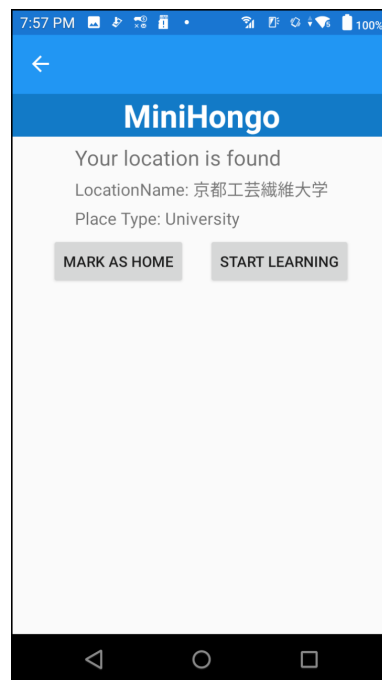 7:57 PM 100%
MiniHongo
Your location is found
LocationName: 京都工芸繊維大学
Place Type: University
MARK AS HOME START LEARNING